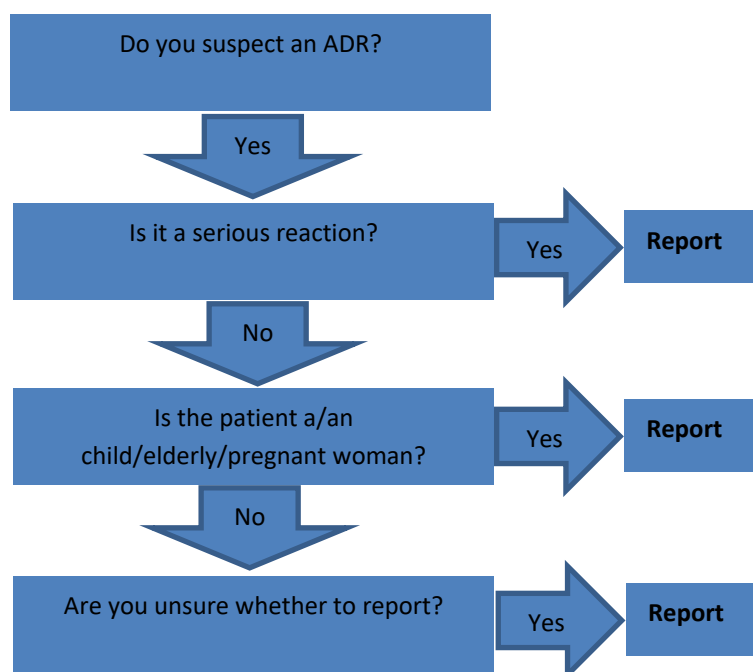 Do you suspect an ADR?
Yes
Is it a serious reaction?
Yes
Report
No
Is the patient a/an
child/elderly/pregnant woman?
Yes
Report
No
Are you unsure whether to report?
Yes
Report